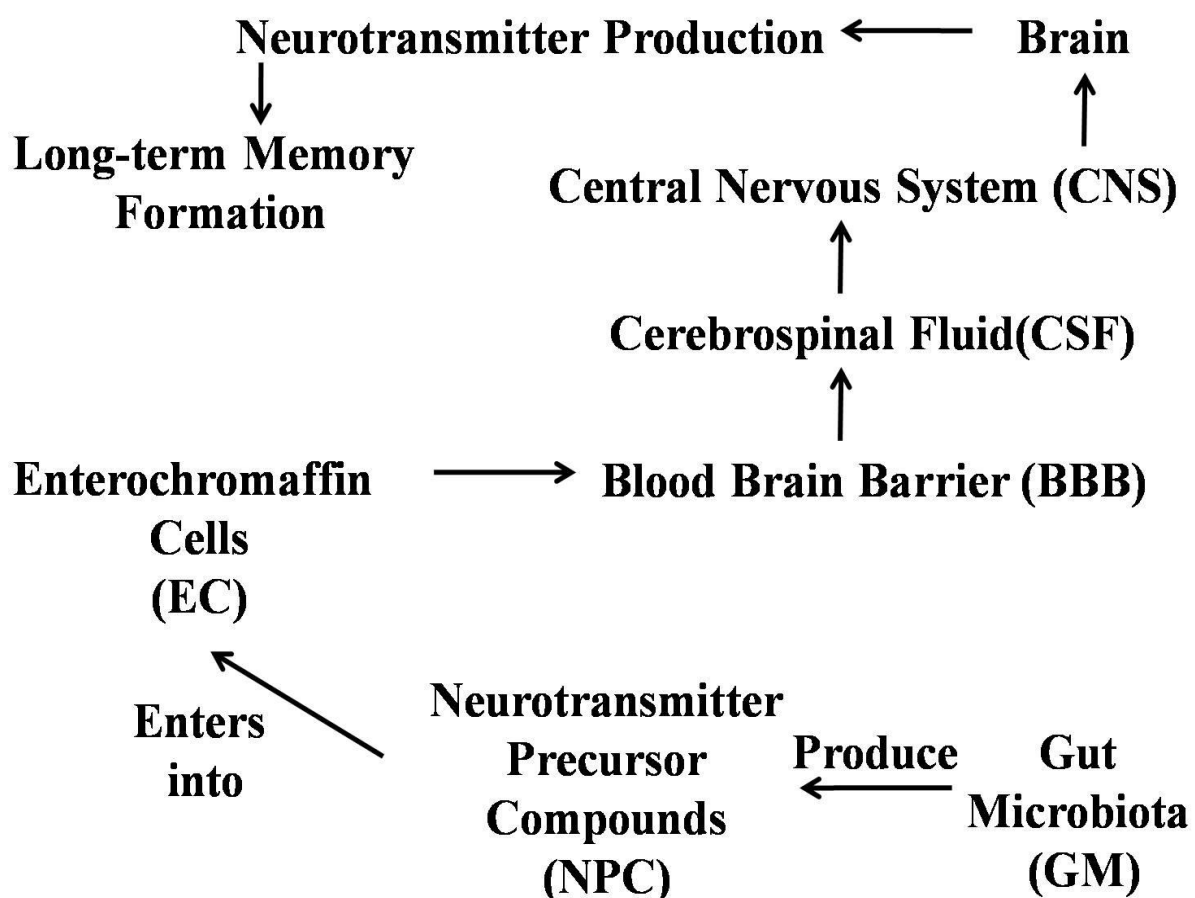 Neurotransmitter Production
Brain
Long-term Memory
Formation
Central Nervous System (CNS)
Cerebrospinal Fluid(CSF)
Enterochromaffin
Cells
(EC)
Blood Brain Barrier (BBB)
Enters
into
Neurotransmitter
Precursor
Compounds
(NPC)
Produce
Gut
Microbiota
(GM)